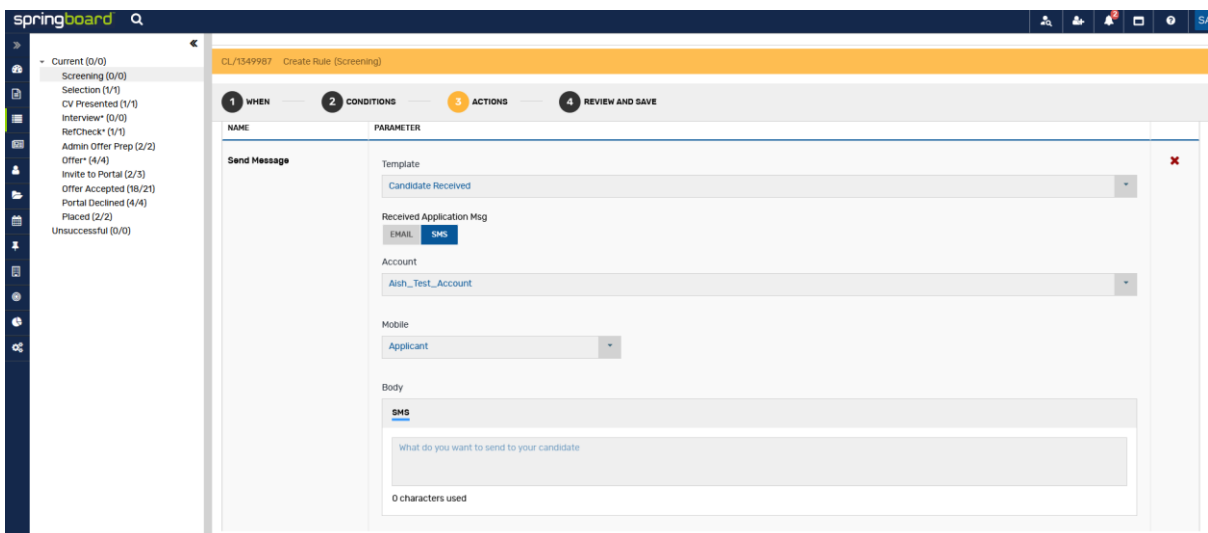 springboard
2
SA
Current (0/0)
Screening (0/0)
Selection (1/1)
CV Presented (1/1)
Interview* (0/0)
RefCheck* (1/1)
Admin Offer Prep (2/2)
Offer* (4/4)
Invite to Portal (2/3)
Offer Accepted (18/21)
Portal Declined (4/4)
Placed (2/2)
Unsuccessful (0/0)
CL/1349987 Create Rule (Screening)
1 WHEN 2 CONDITIONS 3 ACTIONS 4 REVIEW AND SAVE
NAME PARAMETER
Send Message
Template
Candidate Received
Received Application Msg
EMAIL SMS
Account
Aish_Test_Account
Mobile
Applicant
Body
SMS
What do you want to send to your candidate
0 characters used